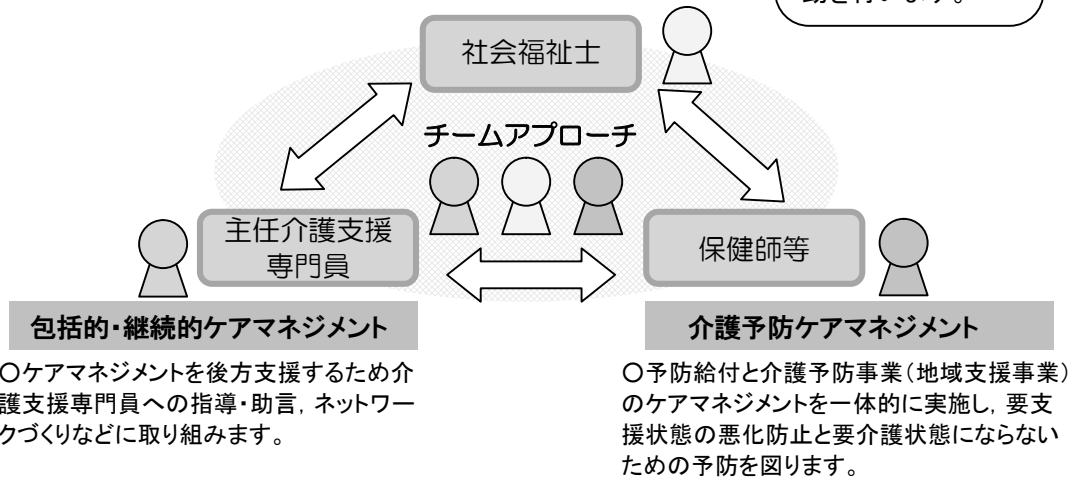 動を行います。
社会福祉士
チームアプローチ
主任介護支援
専門員
保健師等
包括的・継続的ケアマネジメント
○ケアマネジメントを後方支援するため介
護支援専門員への指導・助言，ネットワー
クづくりなどに取り組みます。
介護予防ケアマネジメント
○予防給付と介護予防事業（地域支援事業）
のケアマネジメントを一体的に実施し，要支
援状態の悪化防止と要介護状態にならない
ための予防を図ります。